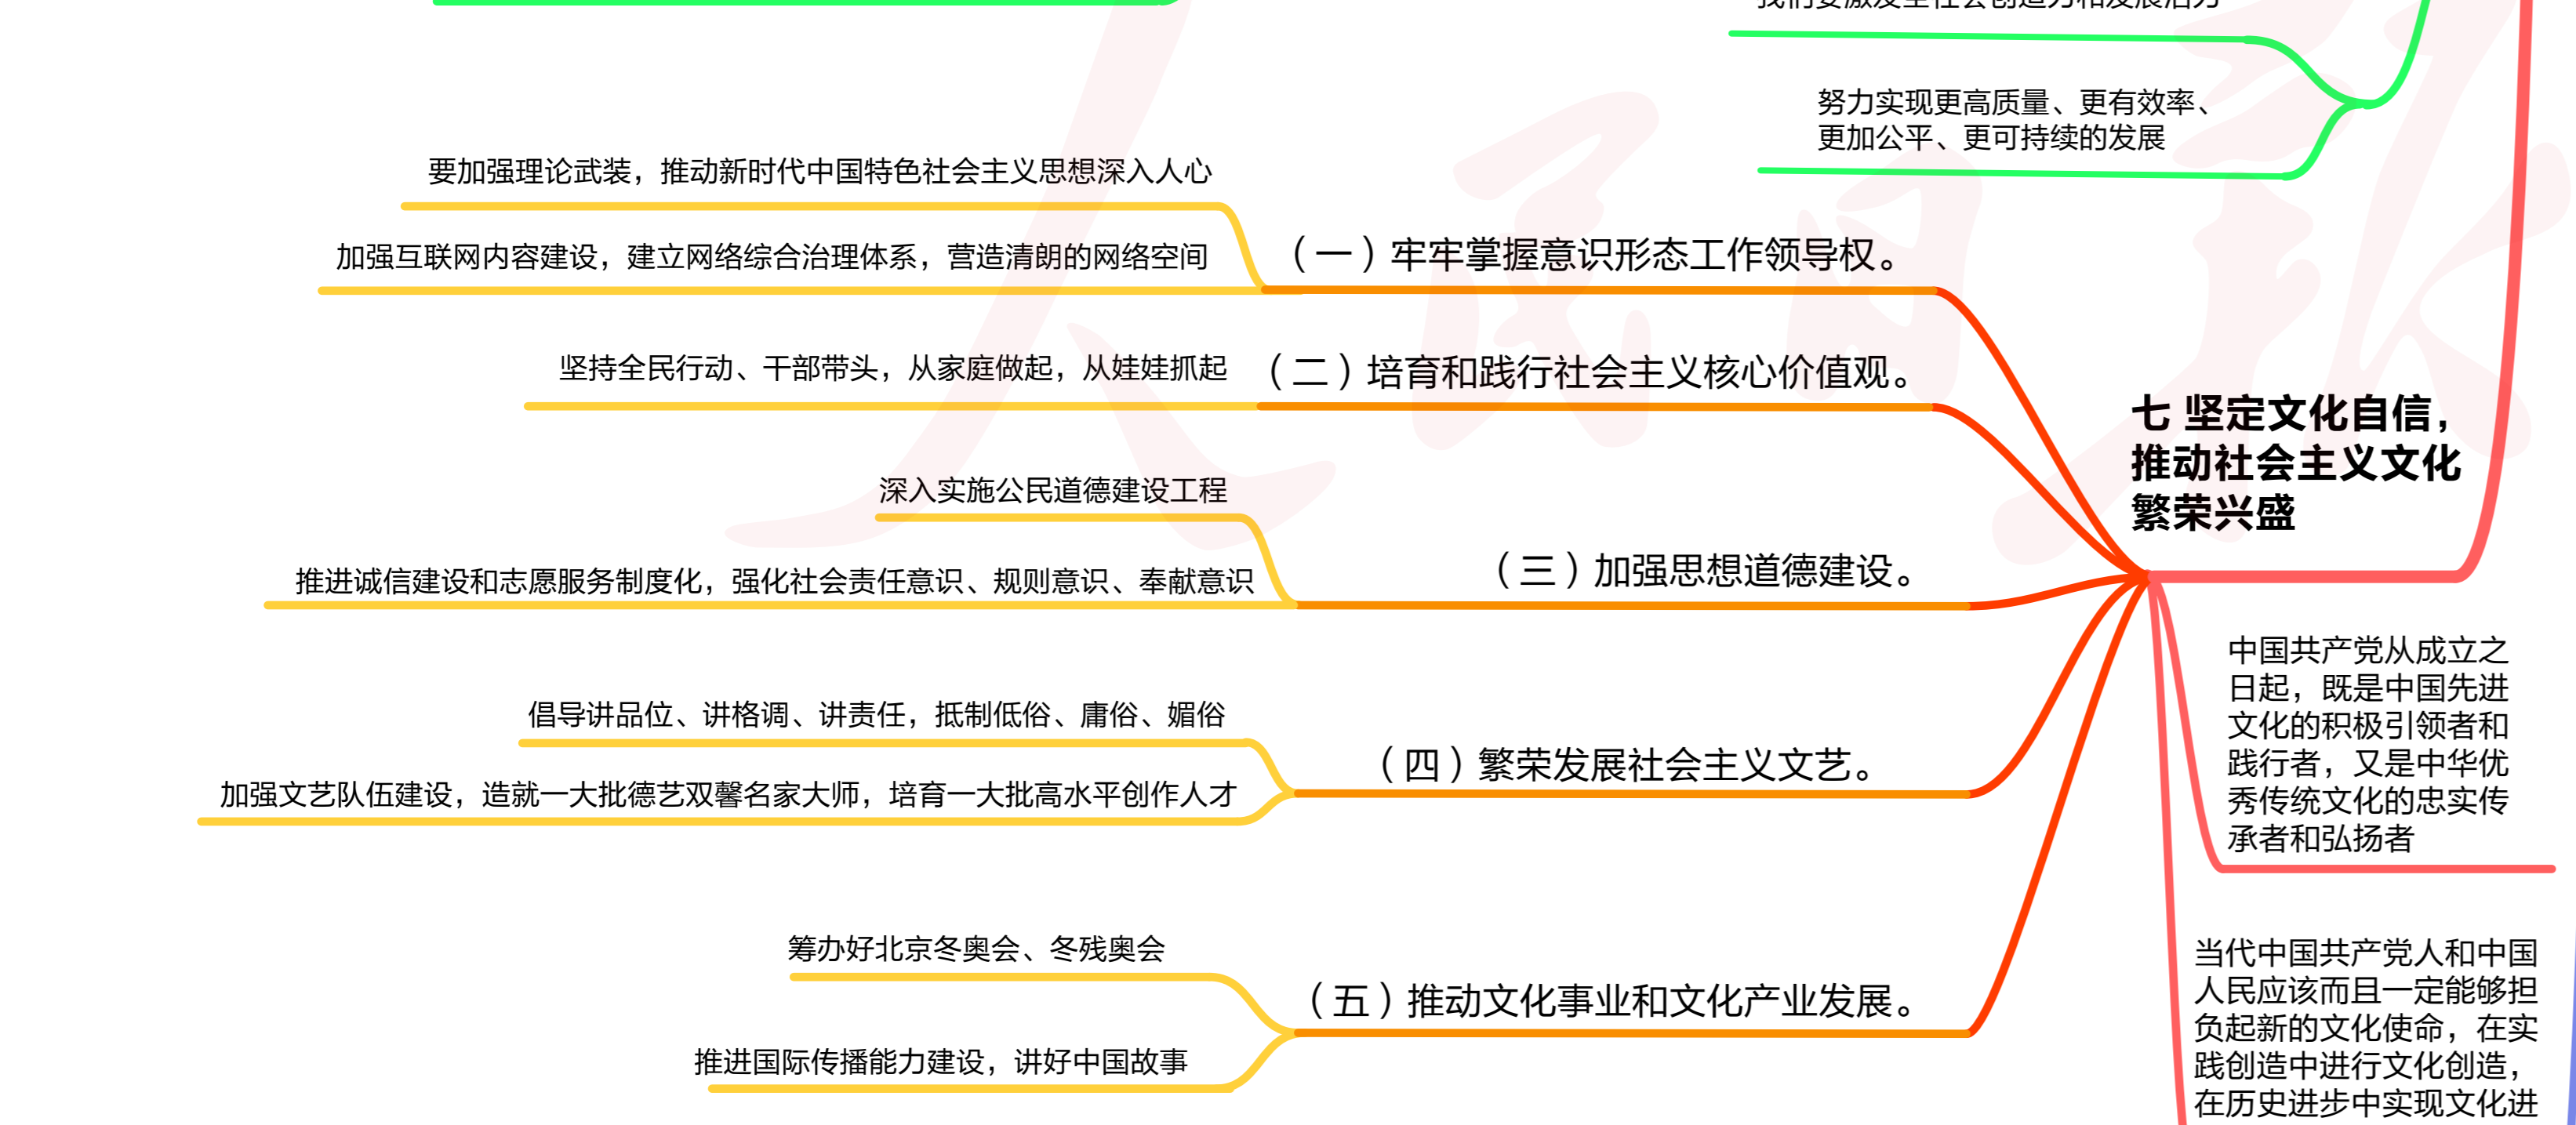 我们要激发全社会创造力和发展活力
努力实现更高质量、更有效率、
更加公平、更可持续的发展
七 坚定文化自信，
推动社会主义文化
繁荣兴盛
（一）牢牢掌握意识形态工作领导权。
要加强理论武装，推动新时代中国特色社会主义思想深入人心
加强互联网内容建设，建立网络综合治理体系，营造清朗的网络空间
（二）培育和践行社会主义核心价值观。
坚持全民行动、干部带头，从家庭做起，从娃娃抓起
（三）加强思想道德建设。
深入实施公民道德建设工程
推进诚信建设和志愿服务制度化，强化社会责任意识、规则意识、奉献意识
（四）繁荣发展社会主义文艺。
倡导讲品位、讲格调、讲责任，抵制低俗、庸俗、媚俗
加强文艺队伍建设，造就一大批德艺双馨名家大师，培育一大批高水平创作人才
（五）推动文化事业和文化产业发展。
筹办好北京冬奥会、冬残奥会
推进国际传播能力建设，讲好中国故事
中国共产党从成立之
日起，既是中国先进
文化的积极引领者和
践行者，又是中华优
秀传统文化的忠实传
承者和弘扬者
当代中国共产党人和中国
人民应该而且一定能够担
负起新的文化使命，在实
践创造中进行文化创造，
在历史进步中实现文化进
人民日报